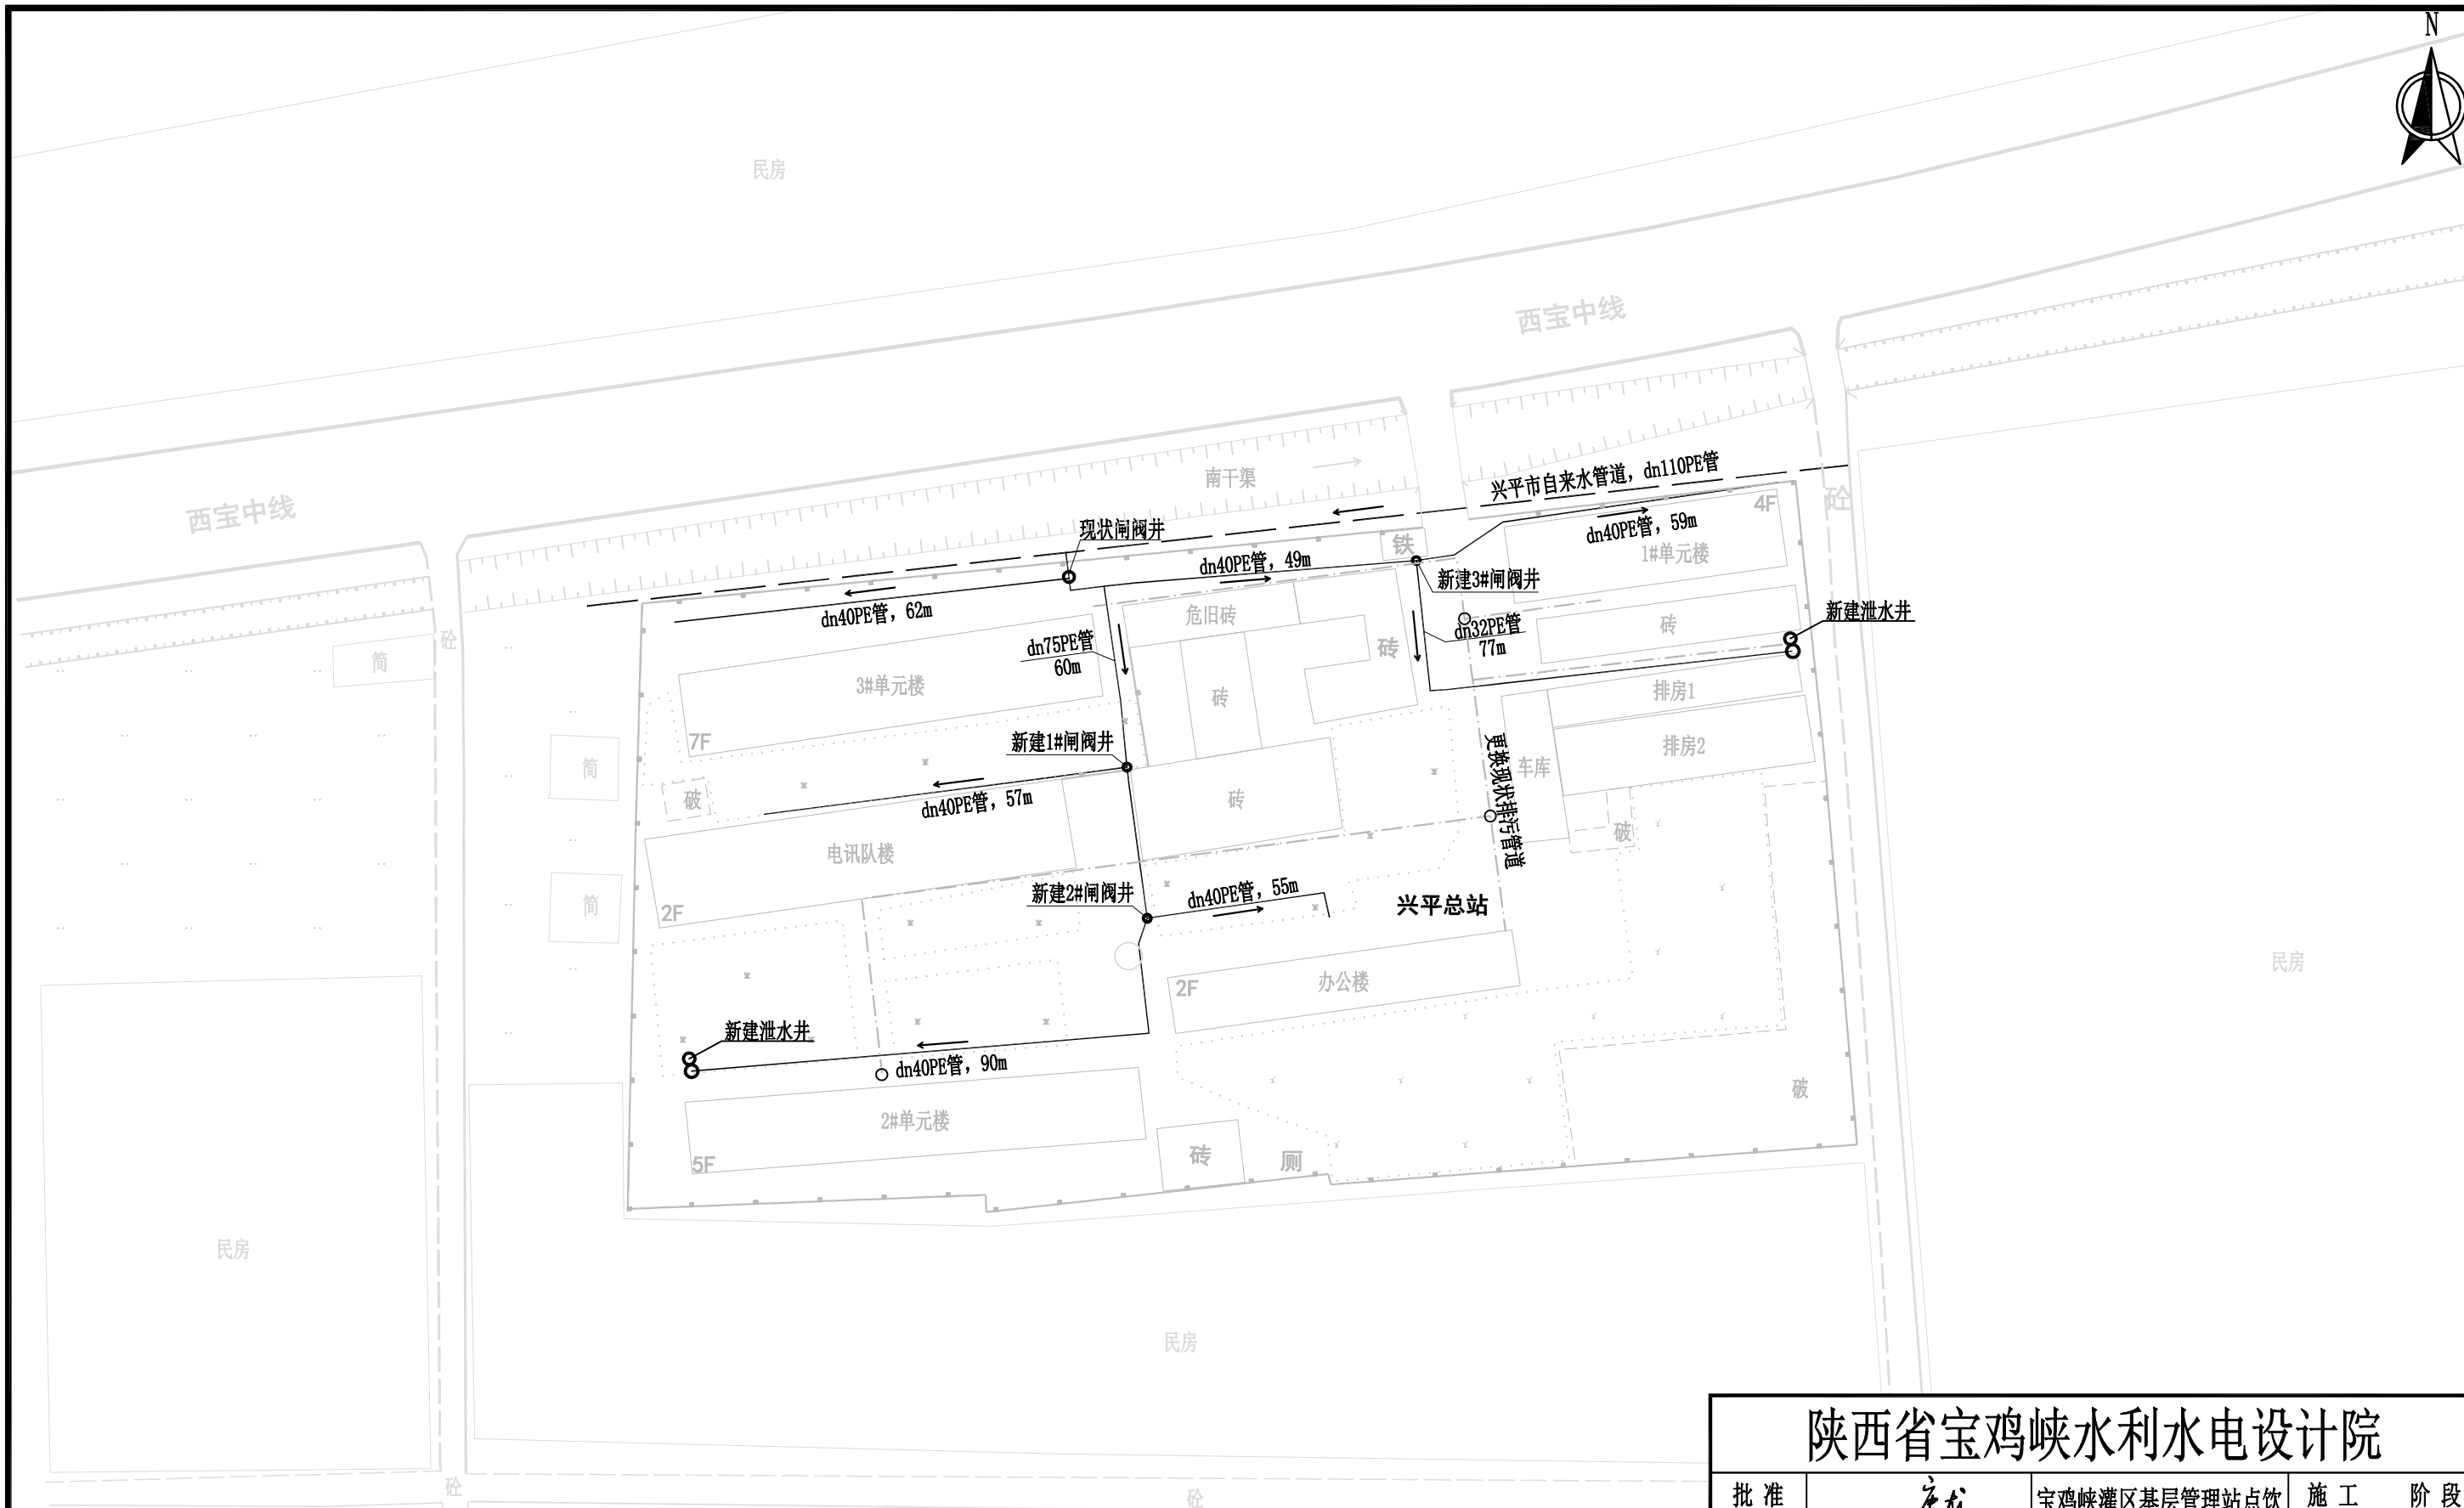 N
民房
西宝中线
西宝中线
南干渠
兴平市自来水管道，dn110PE管
4F
砼
现状闸阀井
铁
dn40PE管，49m
dn40PE管，59m
1#单元楼
新建3#闸阀井
dn40PE管，62m
危旧砖
砖
dn32PE管
77m
砖
新建泄水井
砼
简
dn75PE管
60m
3#单元楼
砖
排房1
7F
新建1#闸阀井
排房2
简
车库
更换现状排污管道
破
dn40PE管，57m
砖
破
电讯队楼
2F
新建2#闸阀井
dn40PE管，55m
兴平总站
简
民房
2F
办公楼
新建泄水井
dn40PE管，90m
破
2#单元楼
5F
砖
厕
民房
民房
砼
砼
陕西省宝鸡峡水利水电设计院
批 准
宝鸡峡灌区基层管理站点饮
施 工
阶 段